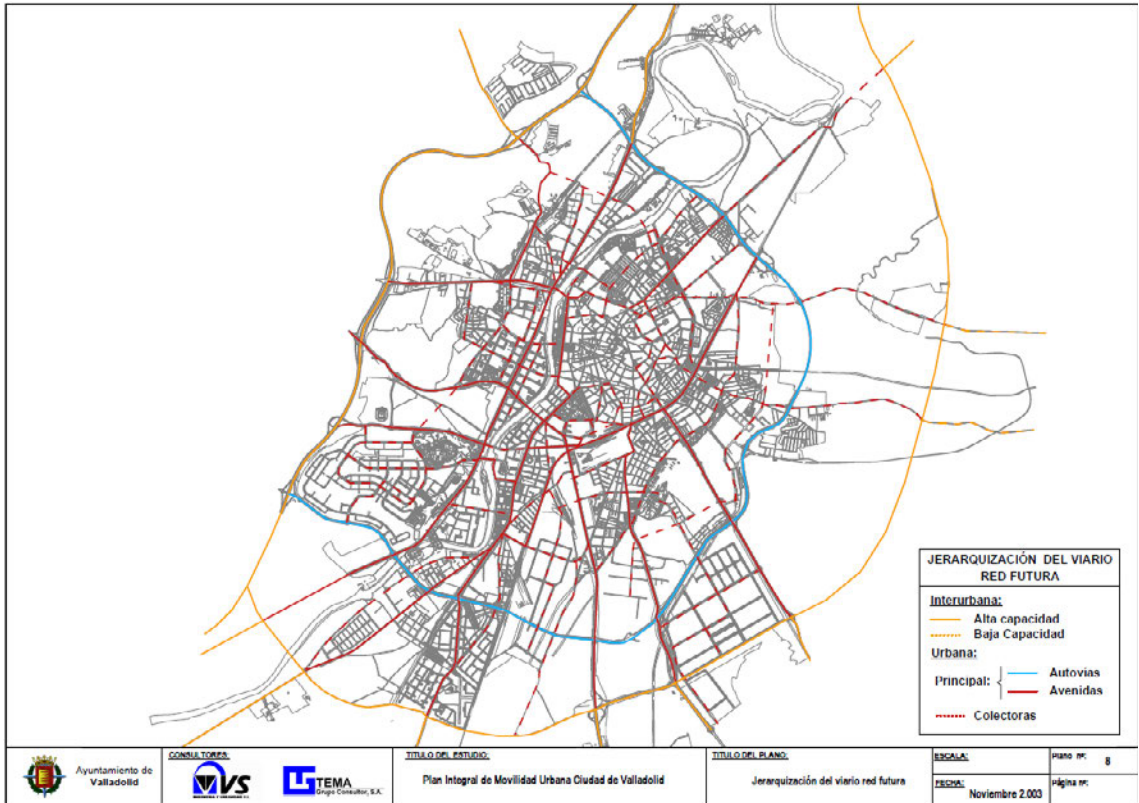 JERARQUIZACIÓN DEL VIARIO
RED FUTURA
Interurbana:
Alta capacidad
Baja Capacidad
Urbana:
Principal:
Autovías
Avenidas
Colectoras
Ayuntamiento de
Valladolid
CONSULTORES:
VS
TEMA
Grupo Consultor, S.A.
TITULO DEL ESTUDIO:
Plan Integral de Movilidad Urbana Ciudad de Valladolid
TITULO DEL PLANO:
Jerarquización del viario red futura
ESCALA:
FECHA:
Noviembre 2.003
Plano nº: 8
Página nº: